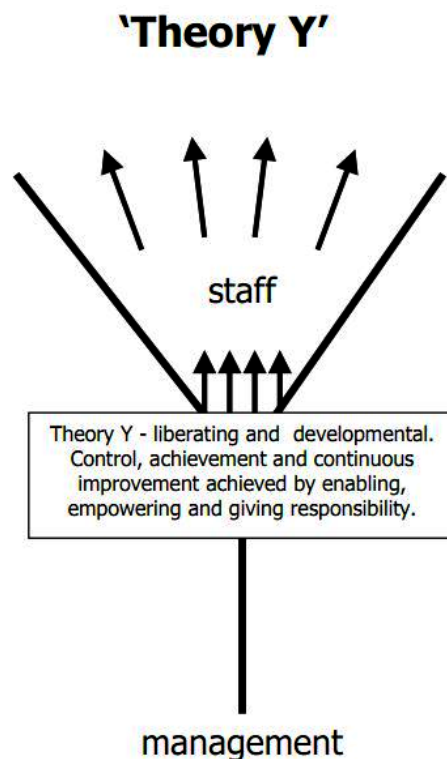 ‘Theory Y’
staff
Theory Y - liberating and developmental.
Control, achievement and continuous
improvement achieved by enabling,
empowering and giving responsibility.
management